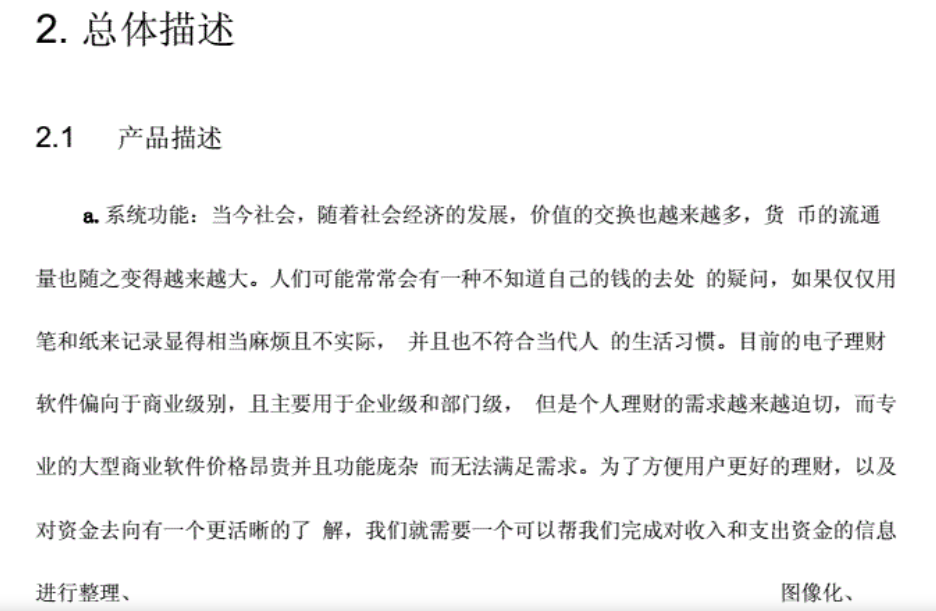 2. 总体描述
2.1 产品描述
a. 系统功能：当今社会，随着社会经济的发展，价值的交换也越来越多，货 币的流通
量也随之变得越来越大。人们可能常常会有一种不知道自己的钱的去处 的疑问，如果仅仅用
笔和纸来记录显得相当麻烦且不实际， 并且也不符合当代人 的生活习惯。目前的电子理财
软件偏向于商业级别，且主要用于企业级和部门级， 但是个人理财的需求越来越迫切，而专
业的大型商业软件价格昂贵并且功能庞杂 而无法满足需求。为了方便用户更好的理财，以及
对资金去向有一个更活晰的了 解，我们就需要一个可以帮我们完成对收入和支出资金的信息
进行整理、 图像化、